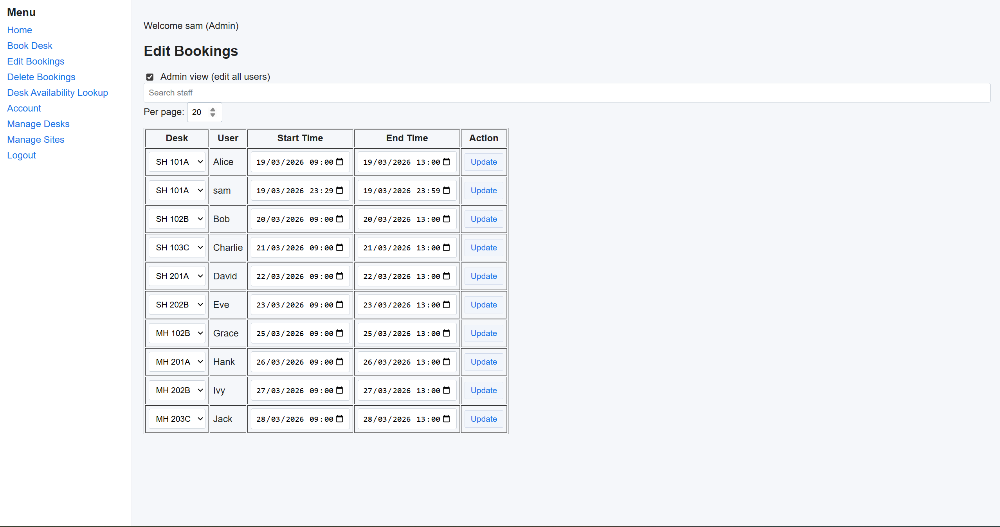 Menu
Home
Book Desk
Edit Bookings
Delete Bookings
Desk Availability Lookup
Account
Manage Desks
Manage Sites
Logout
Welcome sam (Admin)
Edit Bookings
Admin view (edit all users)
Search staff
Per page: 20
Desk User Start Time End Time Action
SH 101A Alice 19/03/2026 09:00 19/03/2026 13:00 Update
SH 101A sam 19/03/2026 23:29 19/03/2026 23:59 Update
SH 102B Bob 20/03/2026 09:00 20/03/2026 13:00 Update
SH 103C Charlie 21/03/2026 09:00 21/03/2026 13:00 Update
SH 201A David 22/03/2026 09:00 22/03/2026 13:00 Update
SH 202B Eve 23/03/2026 09:00 23/03/2026 13:00 Update
MH 102B Grace 25/03/2026 09:00 25/03/2026 13:00 Update
MH 201A Hank 26/03/2026 09:00 26/03/2026 13:00 Update
MH 202B Ivy 27/03/2026 09:00 27/03/2026 13:00 Update
MH 203C Jack 28/03/2026 09:00 28/03/2026 13:00 Update